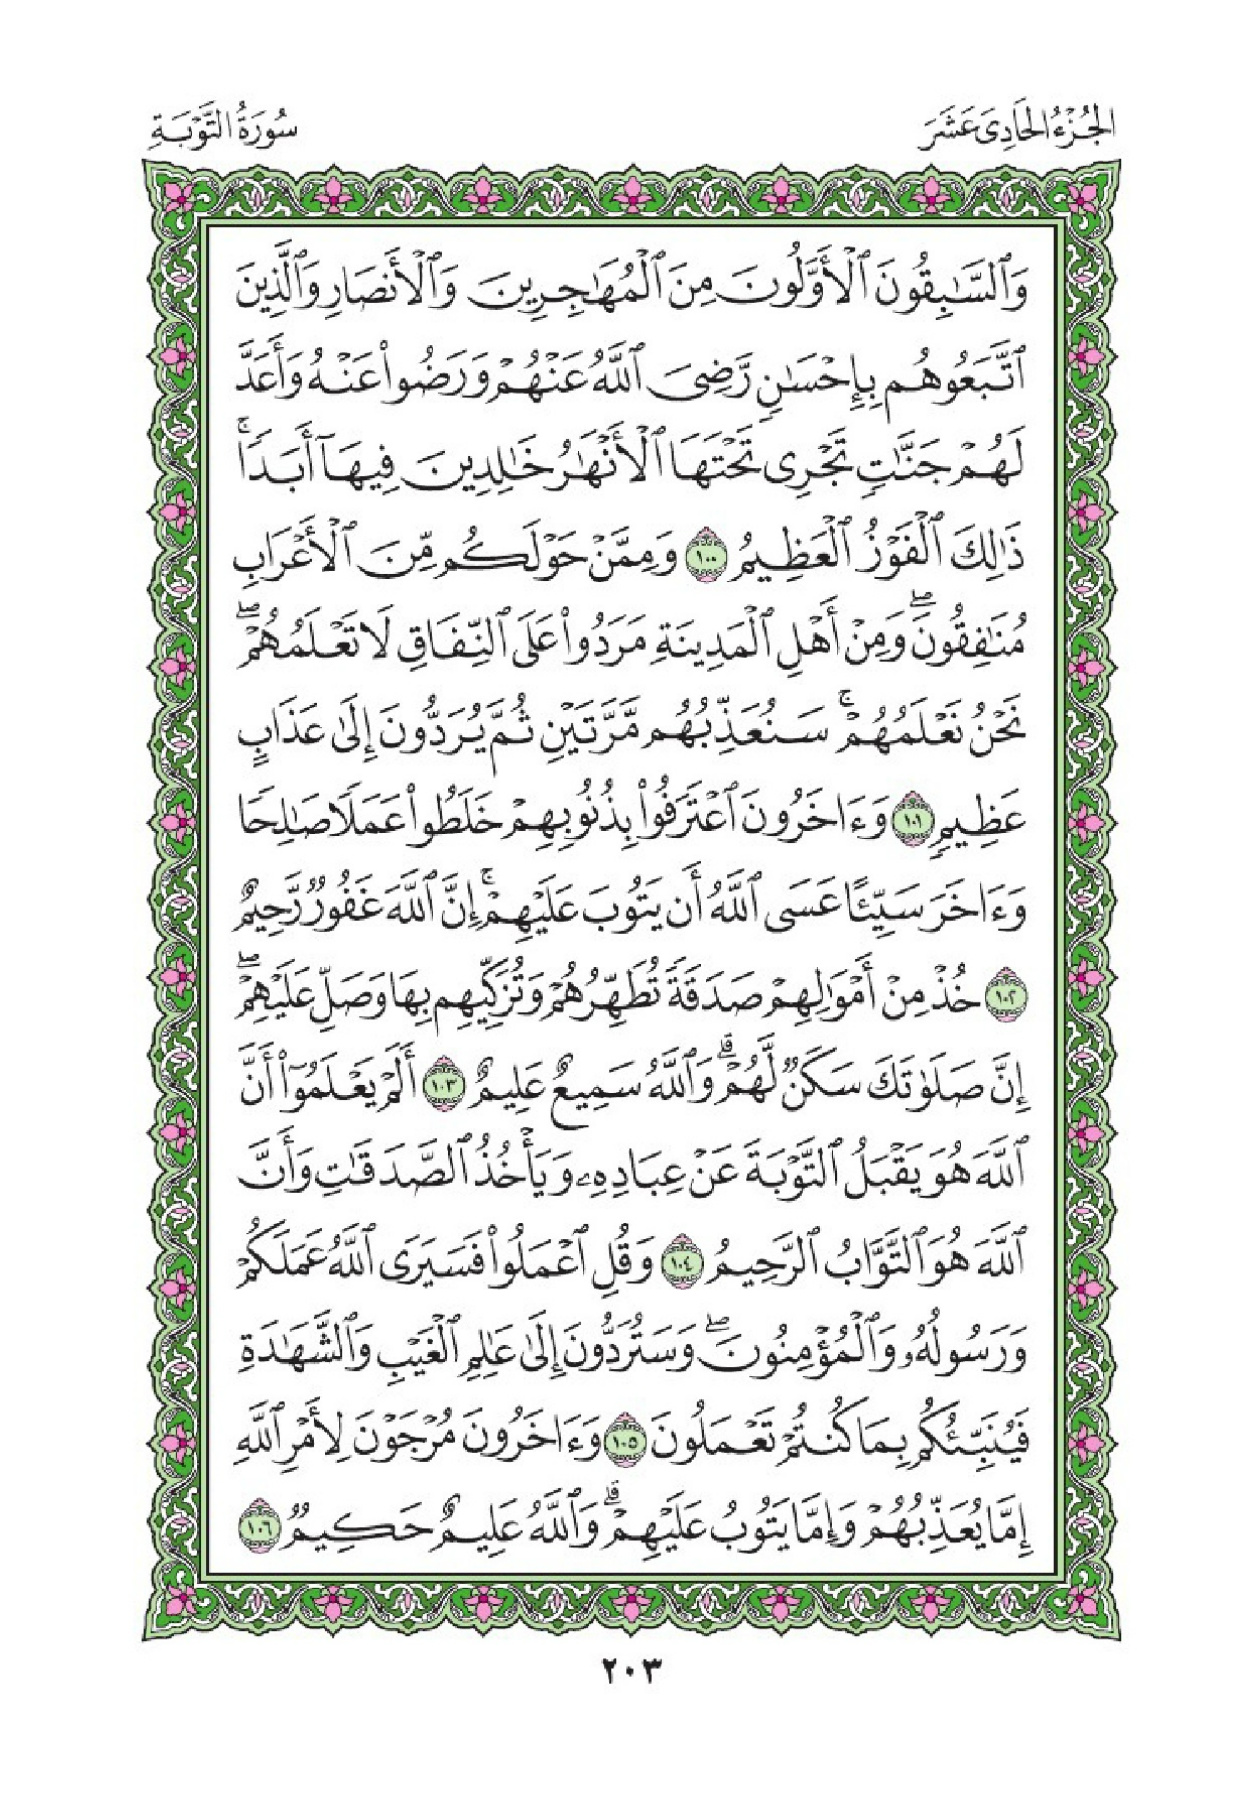 الجُزْءُ الحَادِيَ عَشَرَ
سُورَةُ التَّوْبَةِ
وَٱلسَّـٰبِقُونَ ٱلْأَوَّلُونَ مِنَ ٱلْمُهَـٰجِرِينَ وَٱلْأَنصَارِ وَٱلَّذِينَ
ٱتَّبَعُوهُم بِإِحْسَـٰنٍ رَّضِىَ ٱللَّهُ عَنْهُمْ وَرَضُوا۟ عَنْهُ وَأَعَدَّ
لَهُمْ جَنَّـٰتٍ تَجْرِى تَحْتَهَا ٱلْأَنْهَـٰرُ خَـٰلِدِينَ فِيهَآ أَبَدًا ۚ
ذَٰلِكَ ٱلْفَوْزُ ٱلْعَظِيمُ ١٠٠ وَمِمَّنْ حَوْلَكُم مِّنَ ٱلْأَعْرَابِ
مُنَـٰفِقُونَ ۖ وَمِنْ أَهْلِ ٱلْمَدِينَةِ مَرَدُوا۟ عَلَى ٱلنِّفَاقِ لَا تَعْلَمُهُمْ ۖ
نَحْنُ نَعْلَمُهُمْ ۚ سَنُعَذِّبُهُم مَّرَّتَيْنِ ثُمَّ يُرَدُّونَ إِلَىٰ عَذَابٍ
عَظِيمٍ ١٠١ وَءَاخَرُونَ ٱعْتَرَفُوا۟ بِذُنُوبِهِمْ خَلَطُوا۟ عَمَلًا صَـٰلِحًا
وَءَاخَرَ سَيِّئًا عَسَى ٱللَّهُ أَن يَتُوبَ عَلَيْهِمْ ۚ إِنَّ ٱللَّهَ غَفُورٌ رَّحِيمٌ
١٠٢ خُذْ مِنْ أَمْوَٰلِهِمْ صَدَقَةً تُطَهِّرُهُمْ وَتُزَكِّيهِم بِهَا وَصَلِّ عَلَيْهِمْ ۖ
إِنَّ صَلَوٰتَكَ سَكَنٌ لَّهُمْ ۗ وَٱللَّهُ سَمِيعٌ عَلِيمٌ ١٠٣ أَلَمْ يَعْلَمُوٓا۟ أَنَّ
ٱللَّهَ هُوَ يَقْبَلُ ٱلتَّوْبَةَ عَنْ عِبَادِهِۦ وَيَأْخُذُ ٱلصَّدَقَـٰتِ وَأَنَّ
ٱللَّهَ هُوَ ٱلتَّوَّابُ ٱلرَّحِيمُ ١٠٤ وَقُلِ ٱعْمَلُوا۟ فَسَيَرَى ٱللَّهُ عَمَلَكُمْ
وَرَسُولُهُۥ وَٱلْمُؤْمِنُونَ ۖ وَسَتُرَدُّونَ إِلَىٰ عَـٰلِمِ ٱلْغَيْبِ وَٱلشَّهَـٰدَةِ
فَيُنَبِّئُكُم بِمَا كُنتُمْ تَعْمَلُونَ ١٠٥ وَءَاخَرُونَ مُرْجَوْنَ لِأَمْرِ ٱللَّهِ
إِمَّا يُعَذِّبُهُمْ وَإِمَّا يَتُوبُ عَلَيْهِمْ ۗ وَٱللَّهُ عَلِيمٌ حَكِيمٌ ١٠٦
٢٠٣